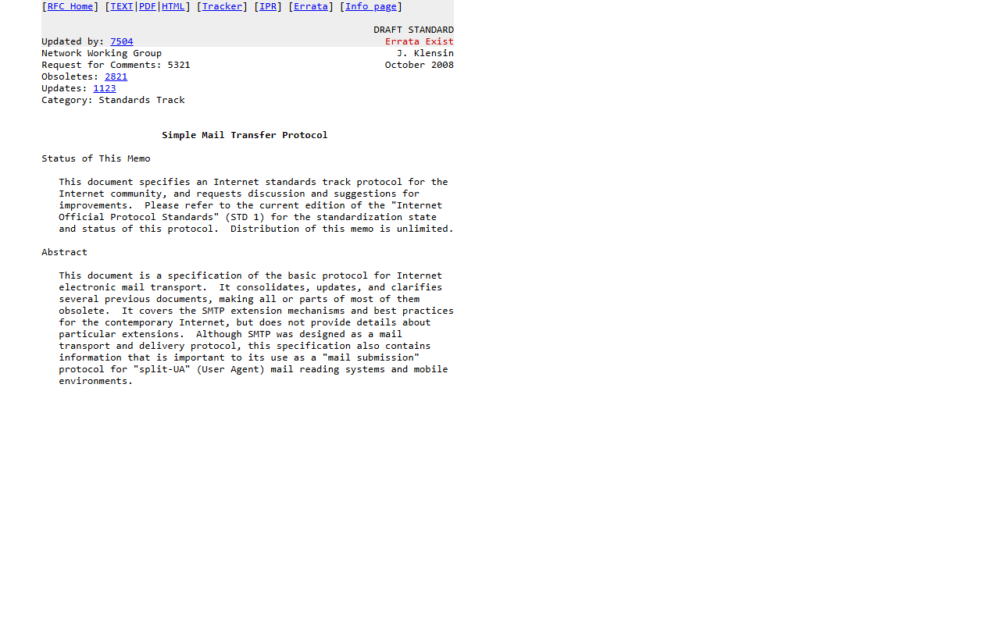 [RFC Home] [TEXT|PDF|HTML] [Tracker] [IPR] [Errata] [Info page]
DRAFT STANDARD
Updated by: 7504 Errata Exist
Network Working Group J. Klensin
Request for Comments: 5321 October 2008
Obsoletes: 2821
Updates: 1123
Category: Standards Track
Simple Mail Transfer Protocol
Status of This Memo
This document specifies an Internet standards track protocol for the
Internet community, and requests discussion and suggestions for
improvements.  Please refer to the current edition of the "Internet
Official Protocol Standards" (STD 1) for the standardization state
and status of this protocol.  Distribution of this memo is unlimited.
Abstract
This document is a specification of the basic protocol for Internet
electronic mail transport.  It consolidates, updates, and clarifies
several previous documents, making all or parts of most of them
obsolete.  It covers the SMTP extension mechanisms and best practices
for the contemporary Internet, but does not provide details about
particular extensions.  Although SMTP was designed as a mail
transport and delivery protocol, this specification also contains
information that is important to its use as a "mail submission"
protocol for "split-UA" (User Agent) mail reading systems and mobile
environments.